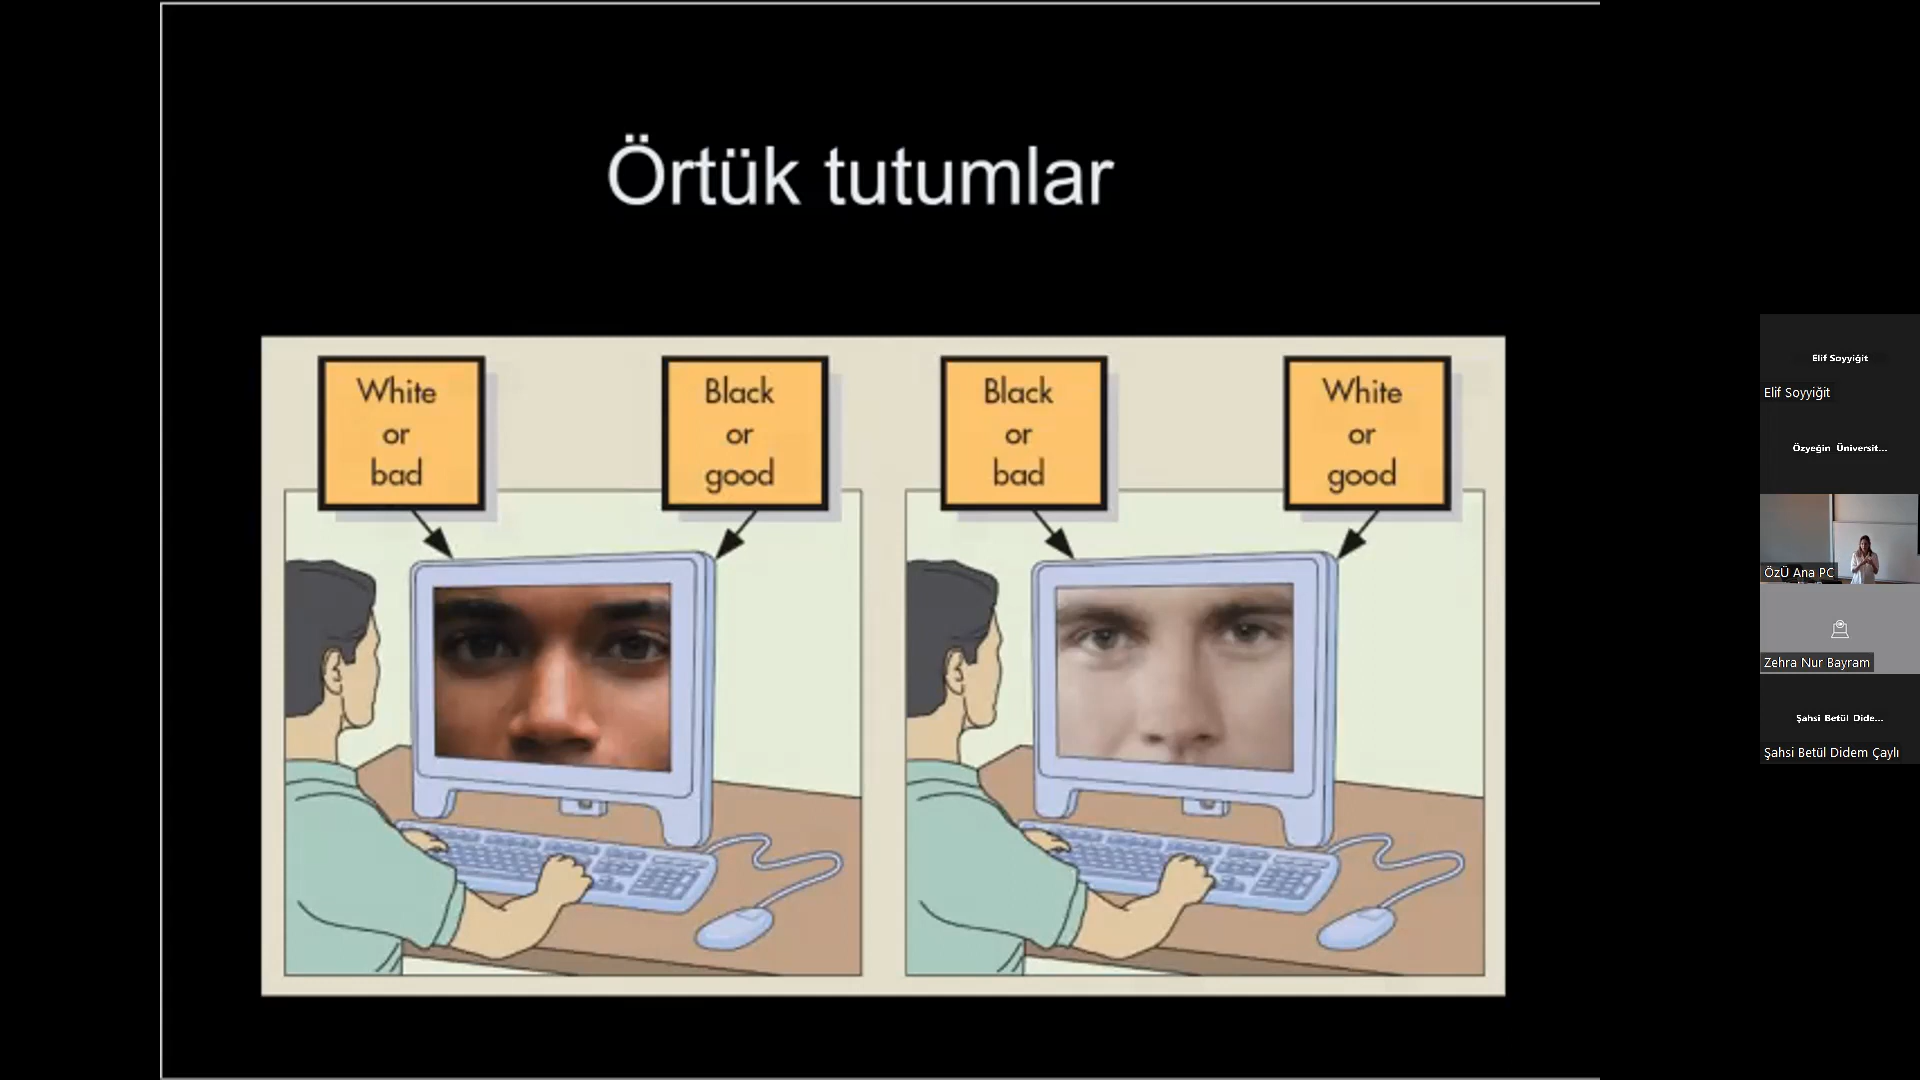 Örtük tutumlar
White
or
bad
Black
or
good
Black
or
bad
White
or
good
Elif Soyyiğit
Elif Soyyiğit
Özyeğin Üniversit...
ÖzÜ Ana PC
Zehra Nur Bayram
Şahsi Betül Dide...
Şahsi Betül Didem Çaylı